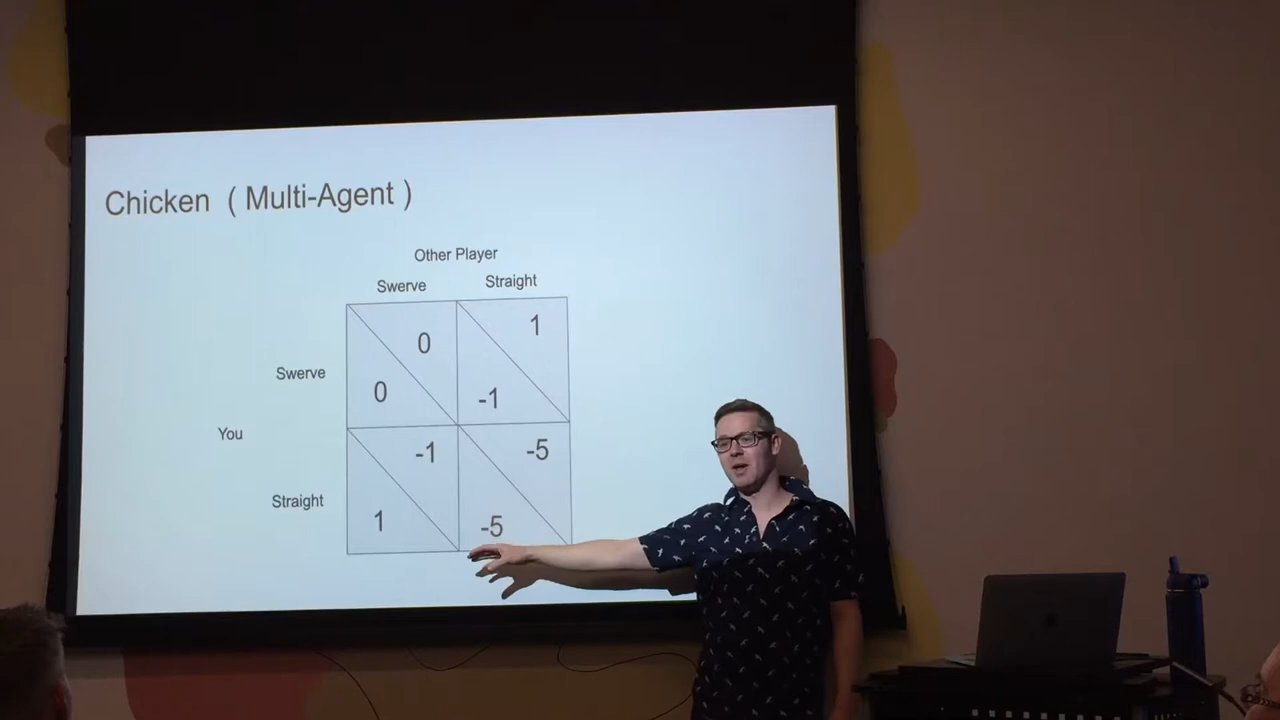 Chicken ( Multi-Agent )
Other Player
Swerve Straight
0 1
Swerve
0 -1
You
-1 -5
Straight
1 -5